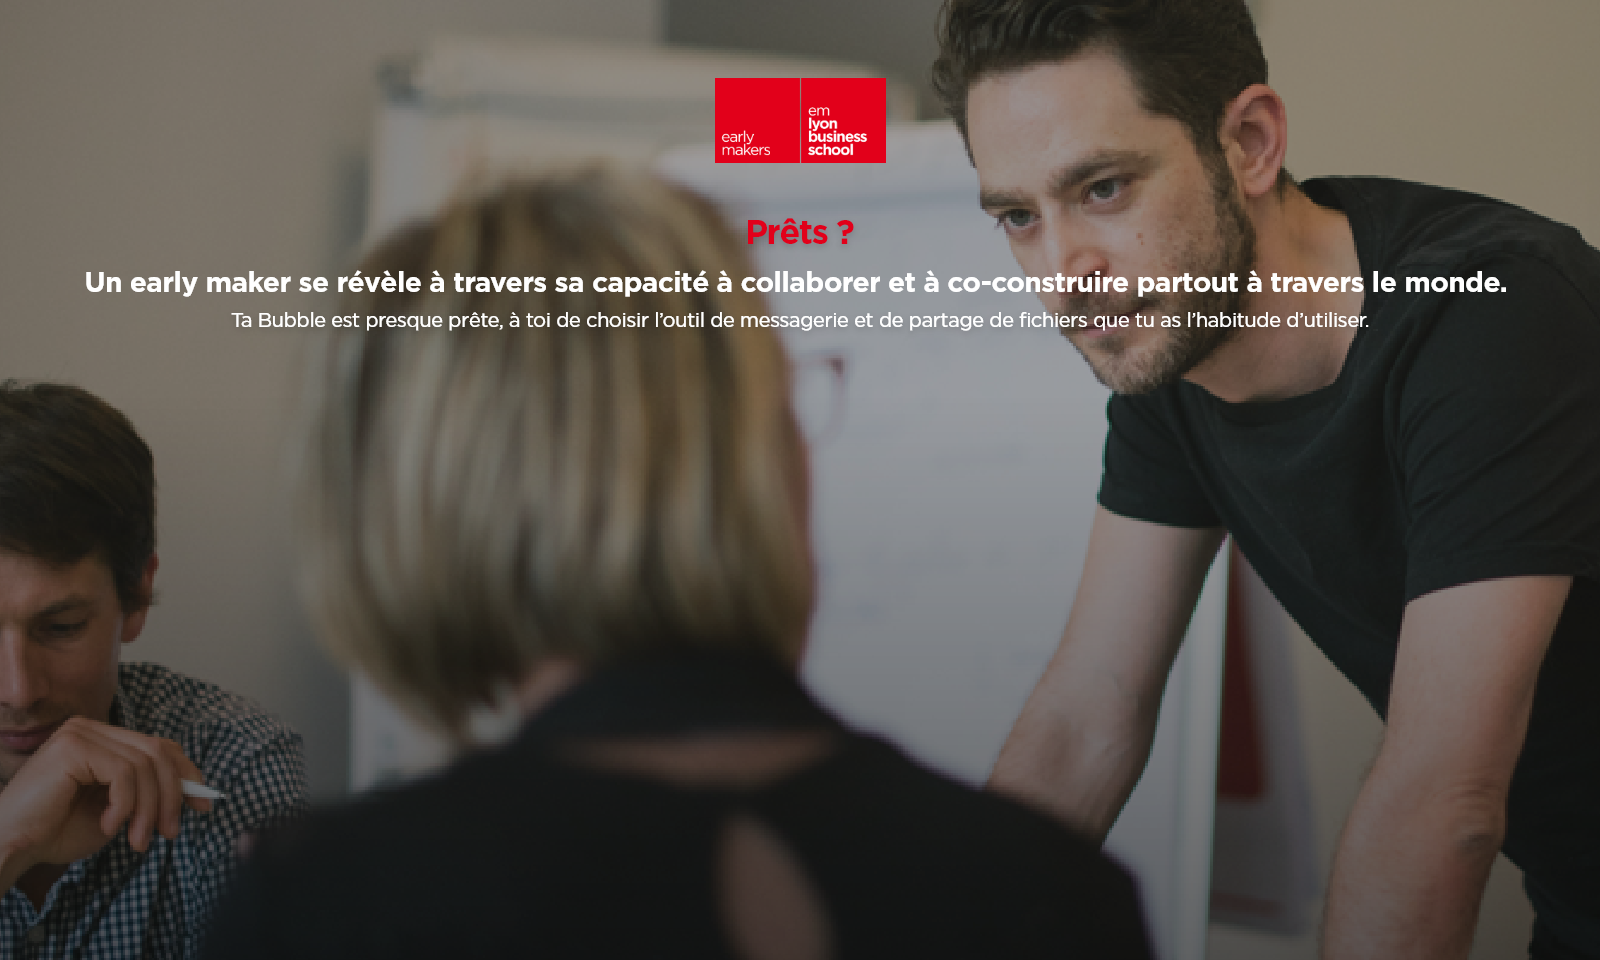 early
makers
em
lyon
business
school
Prêts ?
Un early maker se révèle à travers sa capacité à collaborer et à co-construire partout à travers le monde.
Ta Bubble est presque prête, à toi de choisir l’outil de messagerie et de partage de fichiers que tu as l’habitude d’utiliser.